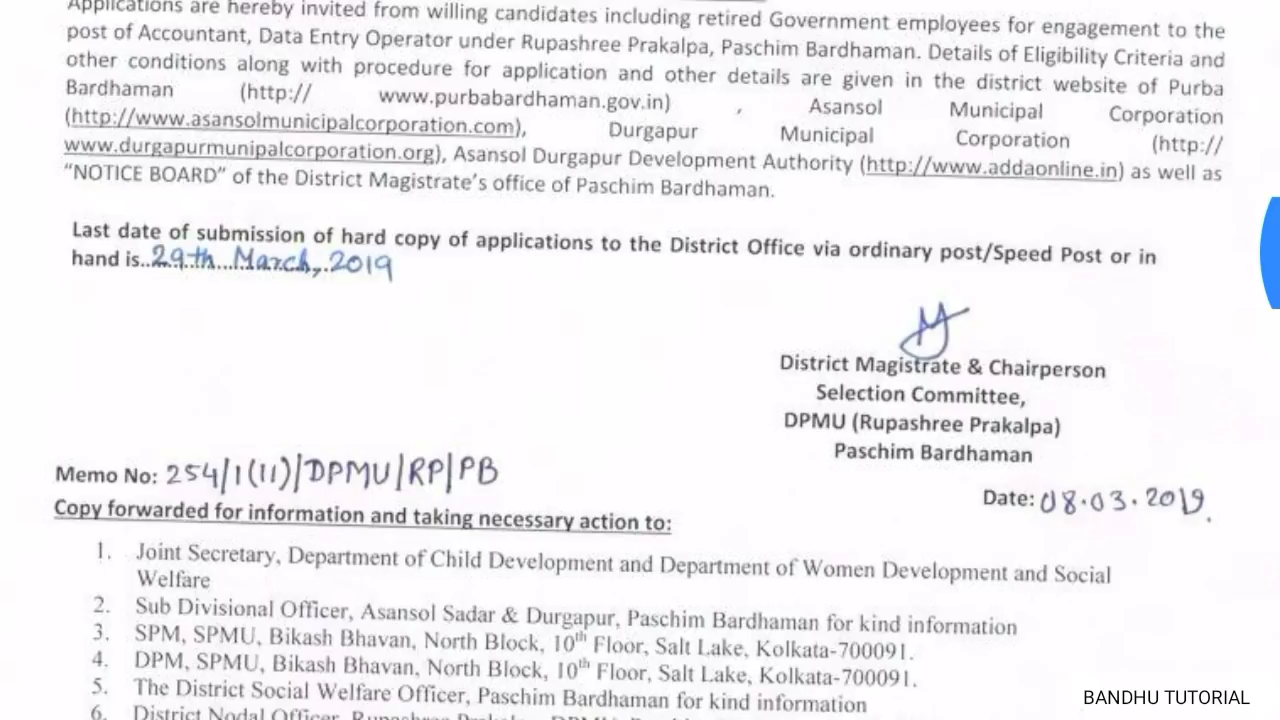 Applications are hereby invited from willing candidates including retired Government employees for engagement to the
post of Accountant, Data Entry Operator under Rupashree Prakalpa, Paschim Bardhaman. Details of Eligibility Criteria and
other conditions along with procedure for application and other details are given in the district website of Purba
Bardhaman (http:// www.purbabardhaman.gov.in) , Asansol Municipal Corporation
(http://www.asansolmunicipalcorporation.com), Durgapur Municipal Corporation (http://
www.durgapurmunipalcorporation.org), Asansol Durgapur Development Authority (http://www.addaonline.in) as well as
“NOTICE BOARD” of the District Magistrate's office of Paschim Bardhaman.
Last date of submission of hard copy of applications to the District Office via ordinary post/Speed Post or in
hand is..29th March, 2019
District Magistrate & Chairperson
Selection Committee,
DPMU (Rupashree Prakalpa)
Paschim Bardhaman
Memo No: 254/1(11)/DPMU/RP/PB
Date: 08.03.2019.
Copy forwarded for information and taking necessary action to:
1. Joint Secretary, Department of Child Development and Department of Women Development and Social
Welfare
2. Sub Divisional Officer, Asansol Sadar & Durgapur, Paschim Bardhaman for kind information
3. SPM, SPMU, Bikash Bhavan, North Block, 10th Floor, Salt Lake, Kolkata-700091.
4. DPM, SPMU, Bikash Bhavan, North Block, 10th Floor, Salt Lake, Kolkata-700091.
5. The District Social Welfare Officer, Paschim Bardhaman for kind information
6. District Nodal Officer, Rupashree Prakalpa, DPMU
BANDHU TUTORIAL